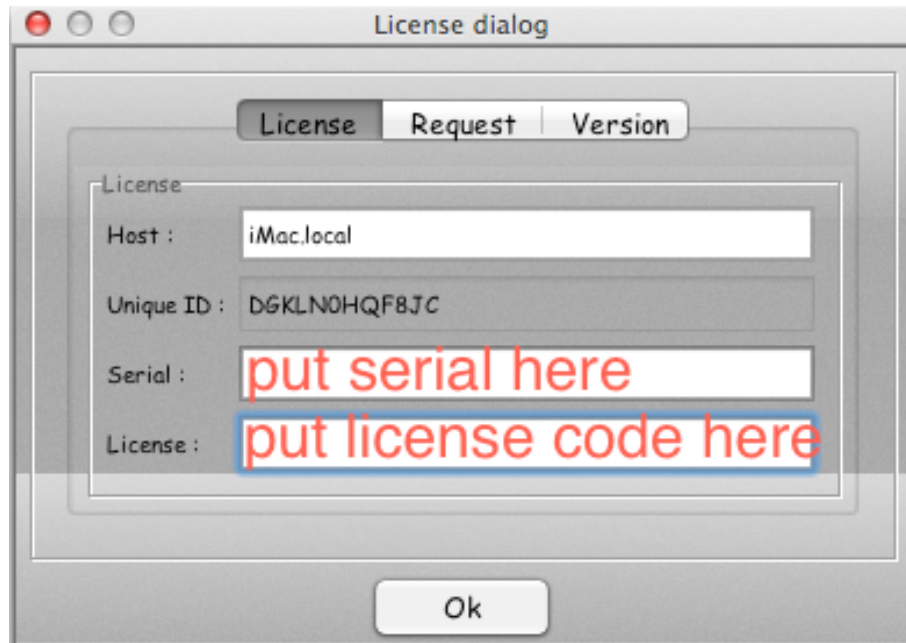 License dialog
License Request Version
License
Host : iMac.local
Unique ID : DGKLN0HQF8JC
Serial : put serial here
License : put license code here
Ok